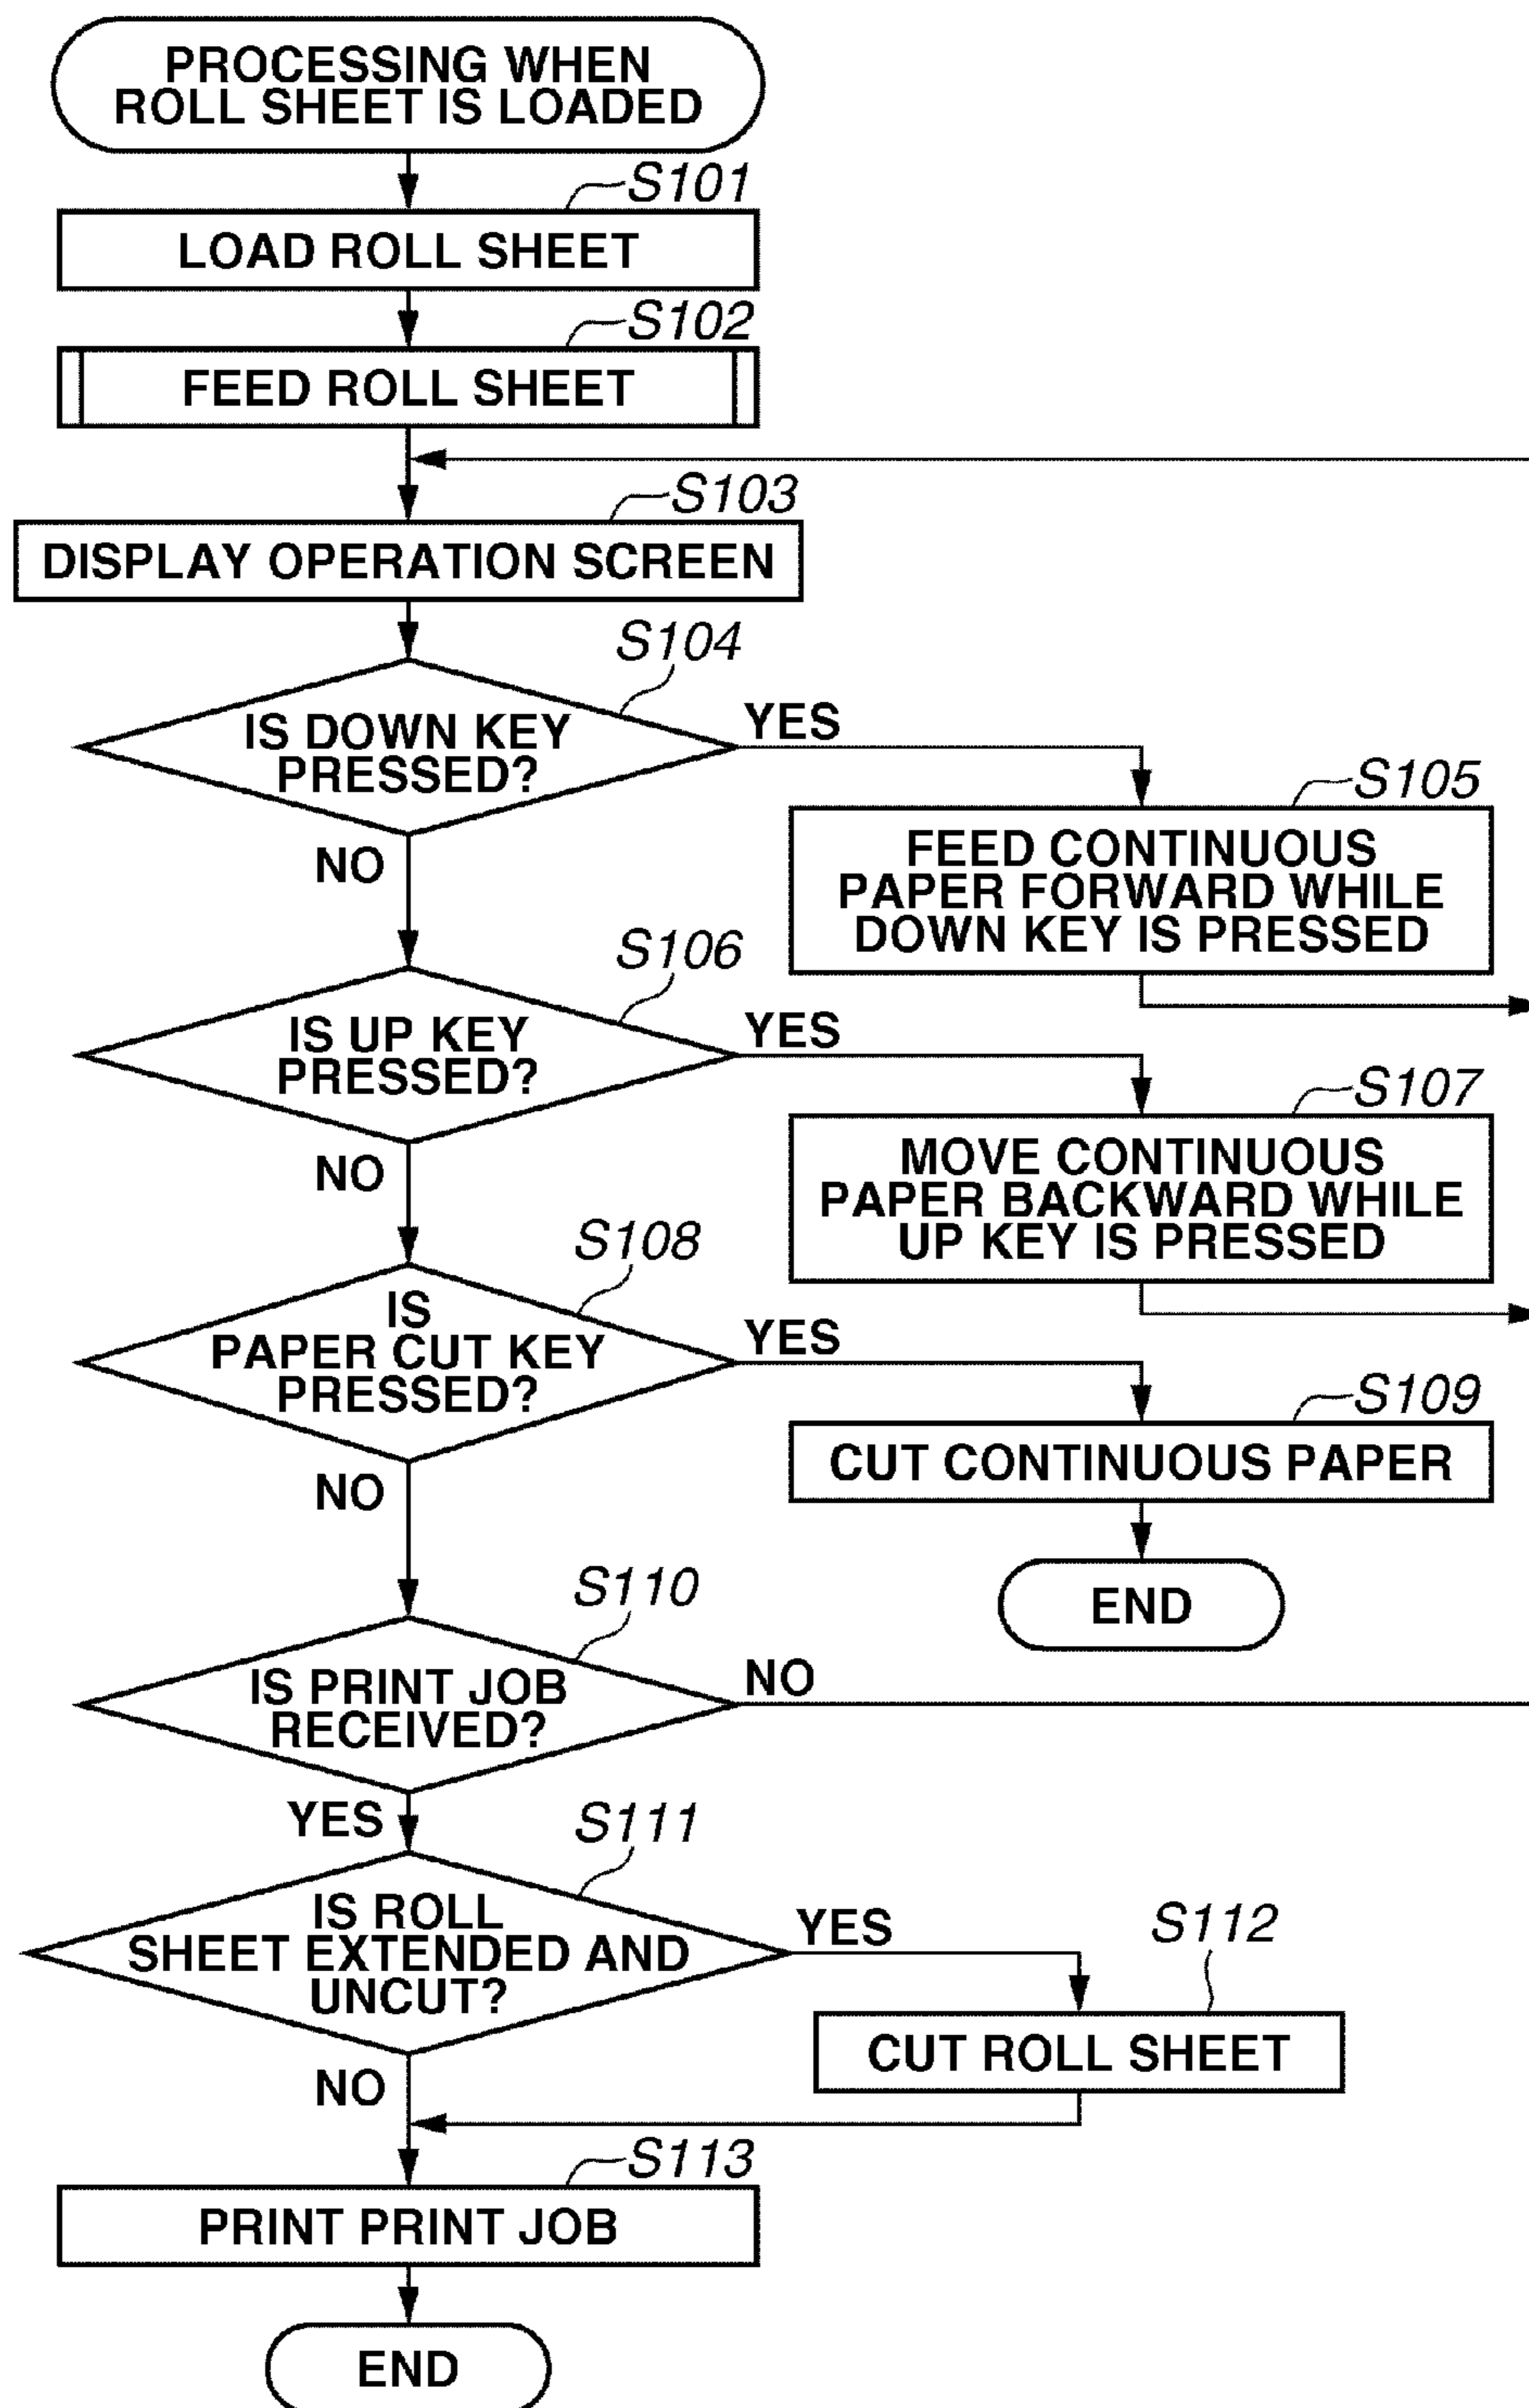 PROCESSING WHEN
ROLL SHEET IS LOADED
S101
LOAD ROLL SHEET
S102
FEED ROLL SHEET
S103
DISPLAY OPERATION SCREEN
S104
IS DOWN KEY
PRESSED?
YES
NO
S105
FEED CONTINUOUS
PAPER FORWARD WHILE
DOWN KEY IS PRESSED
S106
IS UP KEY
PRESSED?
YES
NO
S107
MOVE CONTINUOUS
PAPER BACKWARD WHILE
UP KEY IS PRESSED
S108
IS
PAPER CUT KEY
PRESSED?
YES
NO
S109
CUT CONTINUOUS PAPER
END
S110
IS PRINT JOB
RECEIVED?
NO
YES
S111
IS ROLL
SHEET EXTENDED AND
UNCUT?
YES
NO
S112
CUT ROLL SHEET
S113
PRINT PRINT JOB
END